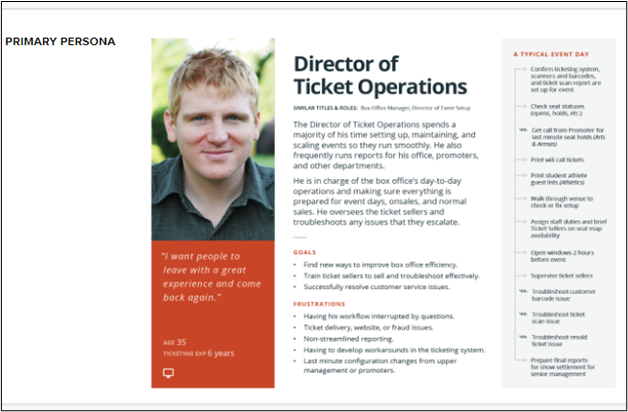 PRIMARY PERSONA
Director of
Ticket Operations
SIMILAR TITLES & ROLES: Box Office Manager, Director of Event Setup
The Director of Ticket Operations spends a
majority of his time setting up, maintaining, and
scaling events so they run smoothly. He also
frequently runs reports for his office, promoters,
and other departments.
He is in charge of the box office's day-to-day
operations and making sure everything is
prepared for event days, onsales, and normal
sales. He oversees the ticket sellers and
troubleshoots any issues that they escalate.
GOALS
• Find new ways to improve box office efficiency.
• Train ticket sellers to sell and troubleshoot effectively.
• Successfully resolve customer service issues.
FRUSTRATIONS
• Having his workflow interrupted by questions.
• Ticket delivery, website, or fraud issues.
• Non-streamlined reporting.
• Having to develop workarounds in the ticketing system.
• Last minute configuration changes from upper
management or promoters.
"I want people to
leave with a great
experience and come
back again."
AGE 35
TICKETING EXP 6 years
A TYPICAL EVENT DAY
Confirm ticketing system,
scanners and barcodes,
and ticket scan report are
set up for event
Check seat statuses
(opens, holds, etc.)
Get call from Promoter for
last minute seat holds (Arts
& Arenas)
Print will call tickets
Print student athlete
guest lists (Athletics)
Walk through venue to
check or fix setup
Assign staff duties and brief
Ticket Sellers on seat map
availability
Open windows 2 hours
before event
Supervise ticket sellers
Troubleshoot customer
barcode issue
Troubleshoot ticket
scan issue
Troubleshoot resold
ticket issue
Prepare final reports
for show settlement for
senior management